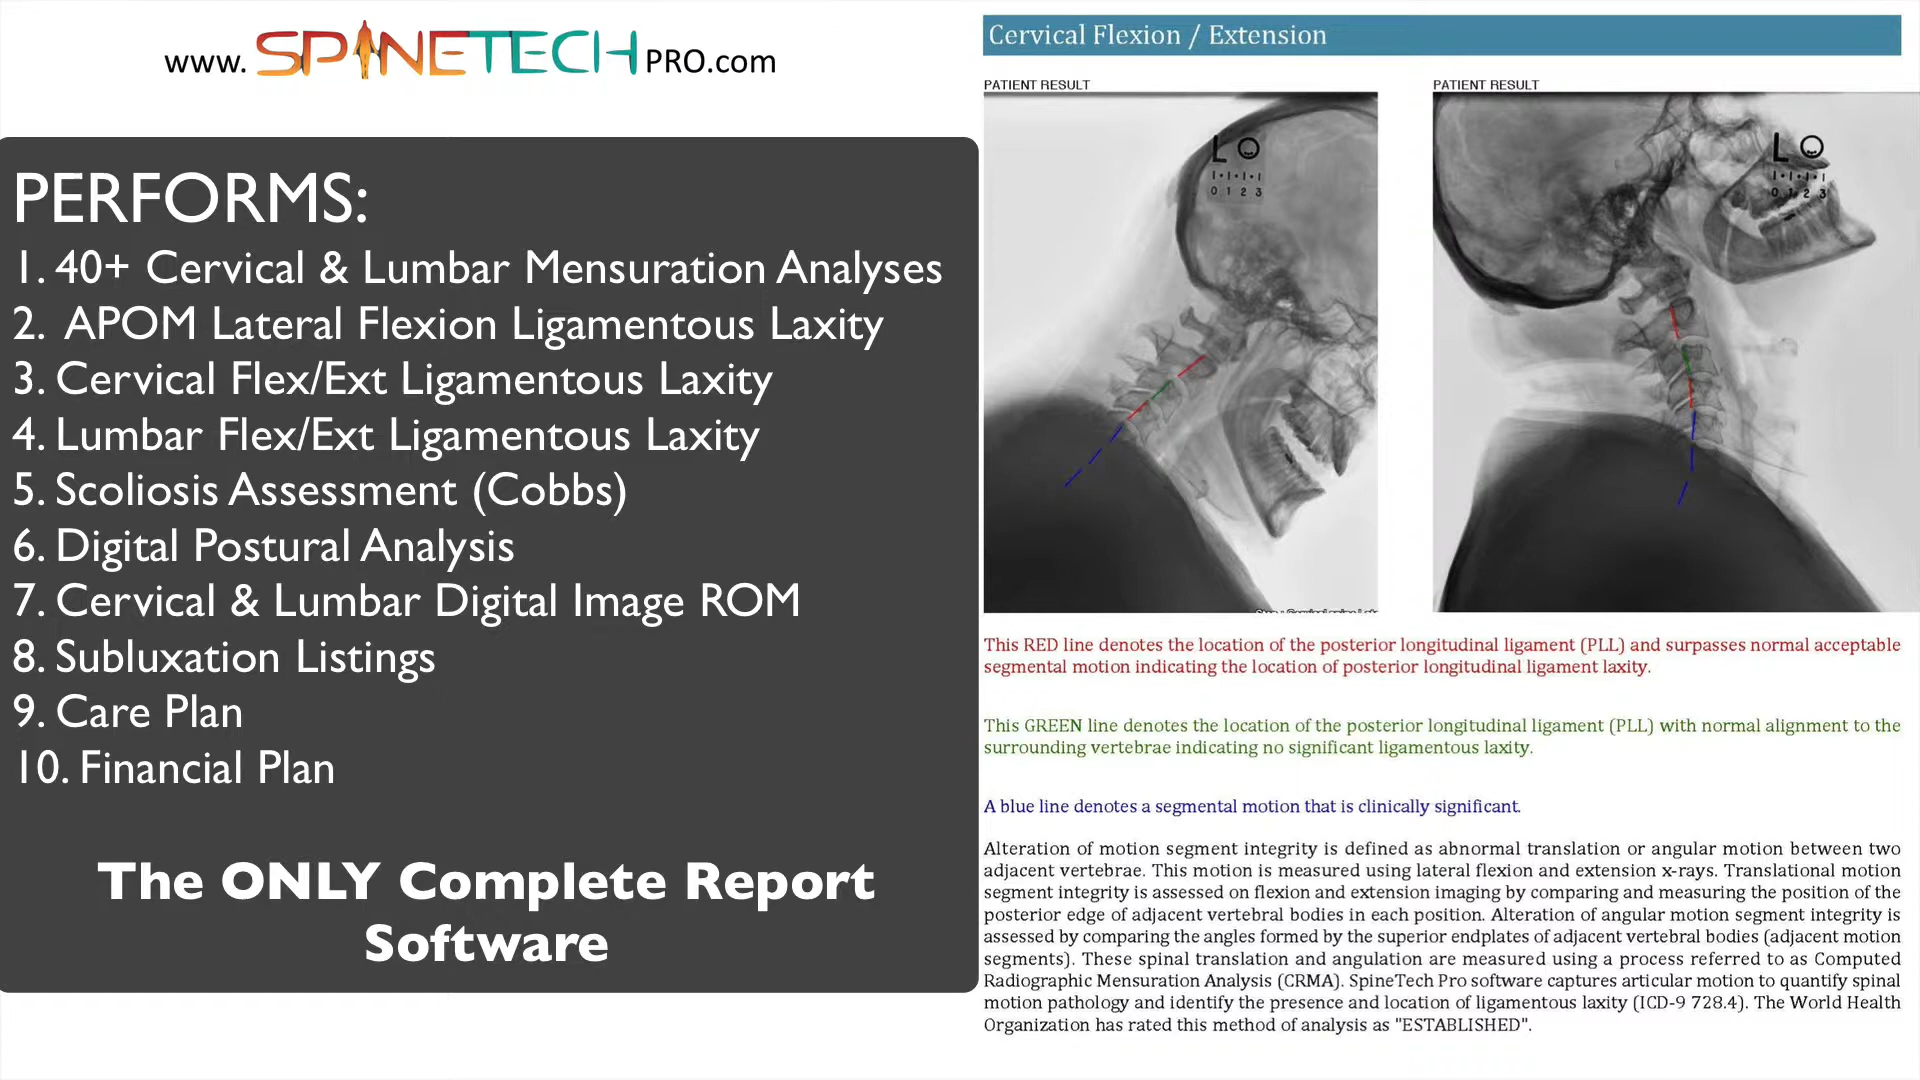 www. SPINETECH PRO.com
PERFORMS:
1. 40+ Cervical & Lumbar Mensuration Analyses
2. APOM Lateral Flexion Ligamentous Laxity
3. Cervical Flex/Ext Ligamentous Laxity
4. Lumbar Flex/Ext Ligamentous Laxity
5. Scoliosis Assessment (Cobbs)
6. Digital Postural Analysis
7. Cervical & Lumbar Digital Image ROM
8. Subluxation Listings
9. Care Plan
10. Financial Plan
The ONLY Complete Report
Software
Cervical Flexion / Extension
PATIENT RESULT
L
0 1 2 3
PATIENT RESULT
L
0 1 2 3
This RED line denotes the location of the posterior longitudinal ligament (PLL) and surpasses normal acceptable
segmental motion indicating the location of posterior longitudinal ligament laxity.
This GREEN line denotes the location of the posterior longitudinal ligament (PLL) with normal alignment to the
surrounding vertebrae indicating no significant ligamentous laxity.
A blue line denotes a segmental motion that is clinically significant.
Alteration of motion segment integrity is defined as abnormal translation or angular motion between two
adjacent vertebrae. This motion is measured using lateral flexion and extension x-rays. Translational motion
segment integrity is assessed on flexion and extension imaging by comparing and measuring the position of the
posterior edge of adjacent vertebral bodies in each position. Alteration of angular motion segment integrity is
assessed by comparing the angles formed by the superior endplates of adjacent vertebral bodies (adjacent motion
segments). These spinal translation and angulation are measured using a process referred to as Computed
Radiographic Mensuration Analysis (CRMA). SpineTech Pro software captures articular motion to quantify spinal
motion pathology and identify the presence and location of ligamentous laxity (ICD-9 728.4). The World Health
Organization has rated this method of analysis as "ESTABLISHED".